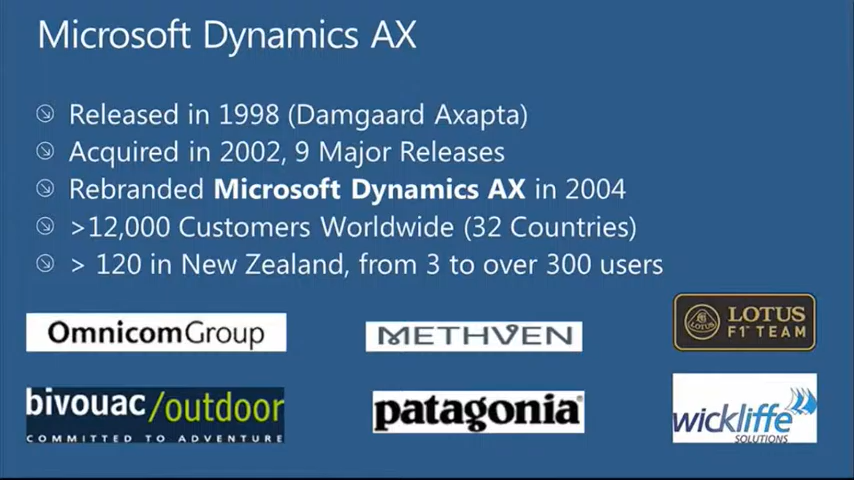 Microsoft Dynamics AX
Released in 1998 (Damgaard Axapta)
Acquired in 2002, 9 Major Releases
Rebranded Microsoft Dynamics AX in 2004
>12,000 Customers Worldwide (32 Countries)
> 120 in New Zealand, from 3 to over 300 users
OmnicomGroup
METHVEN
LOTUS
LOTUS
F1 TEAM
bivouac/outdoor
COMMITTED TO ADVENTURE
patagonia®
wickliffe
SOLUTIONS